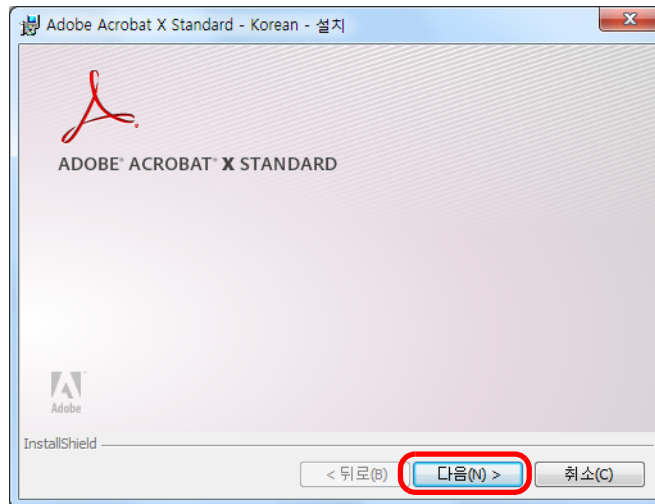 Adobe Acrobat X Standard - Korean - 설치
ADOBE® ACROBAT® X STANDARD
Adobe
InstallShield
< 뒤로(B) 다음(N) > 취소(C)